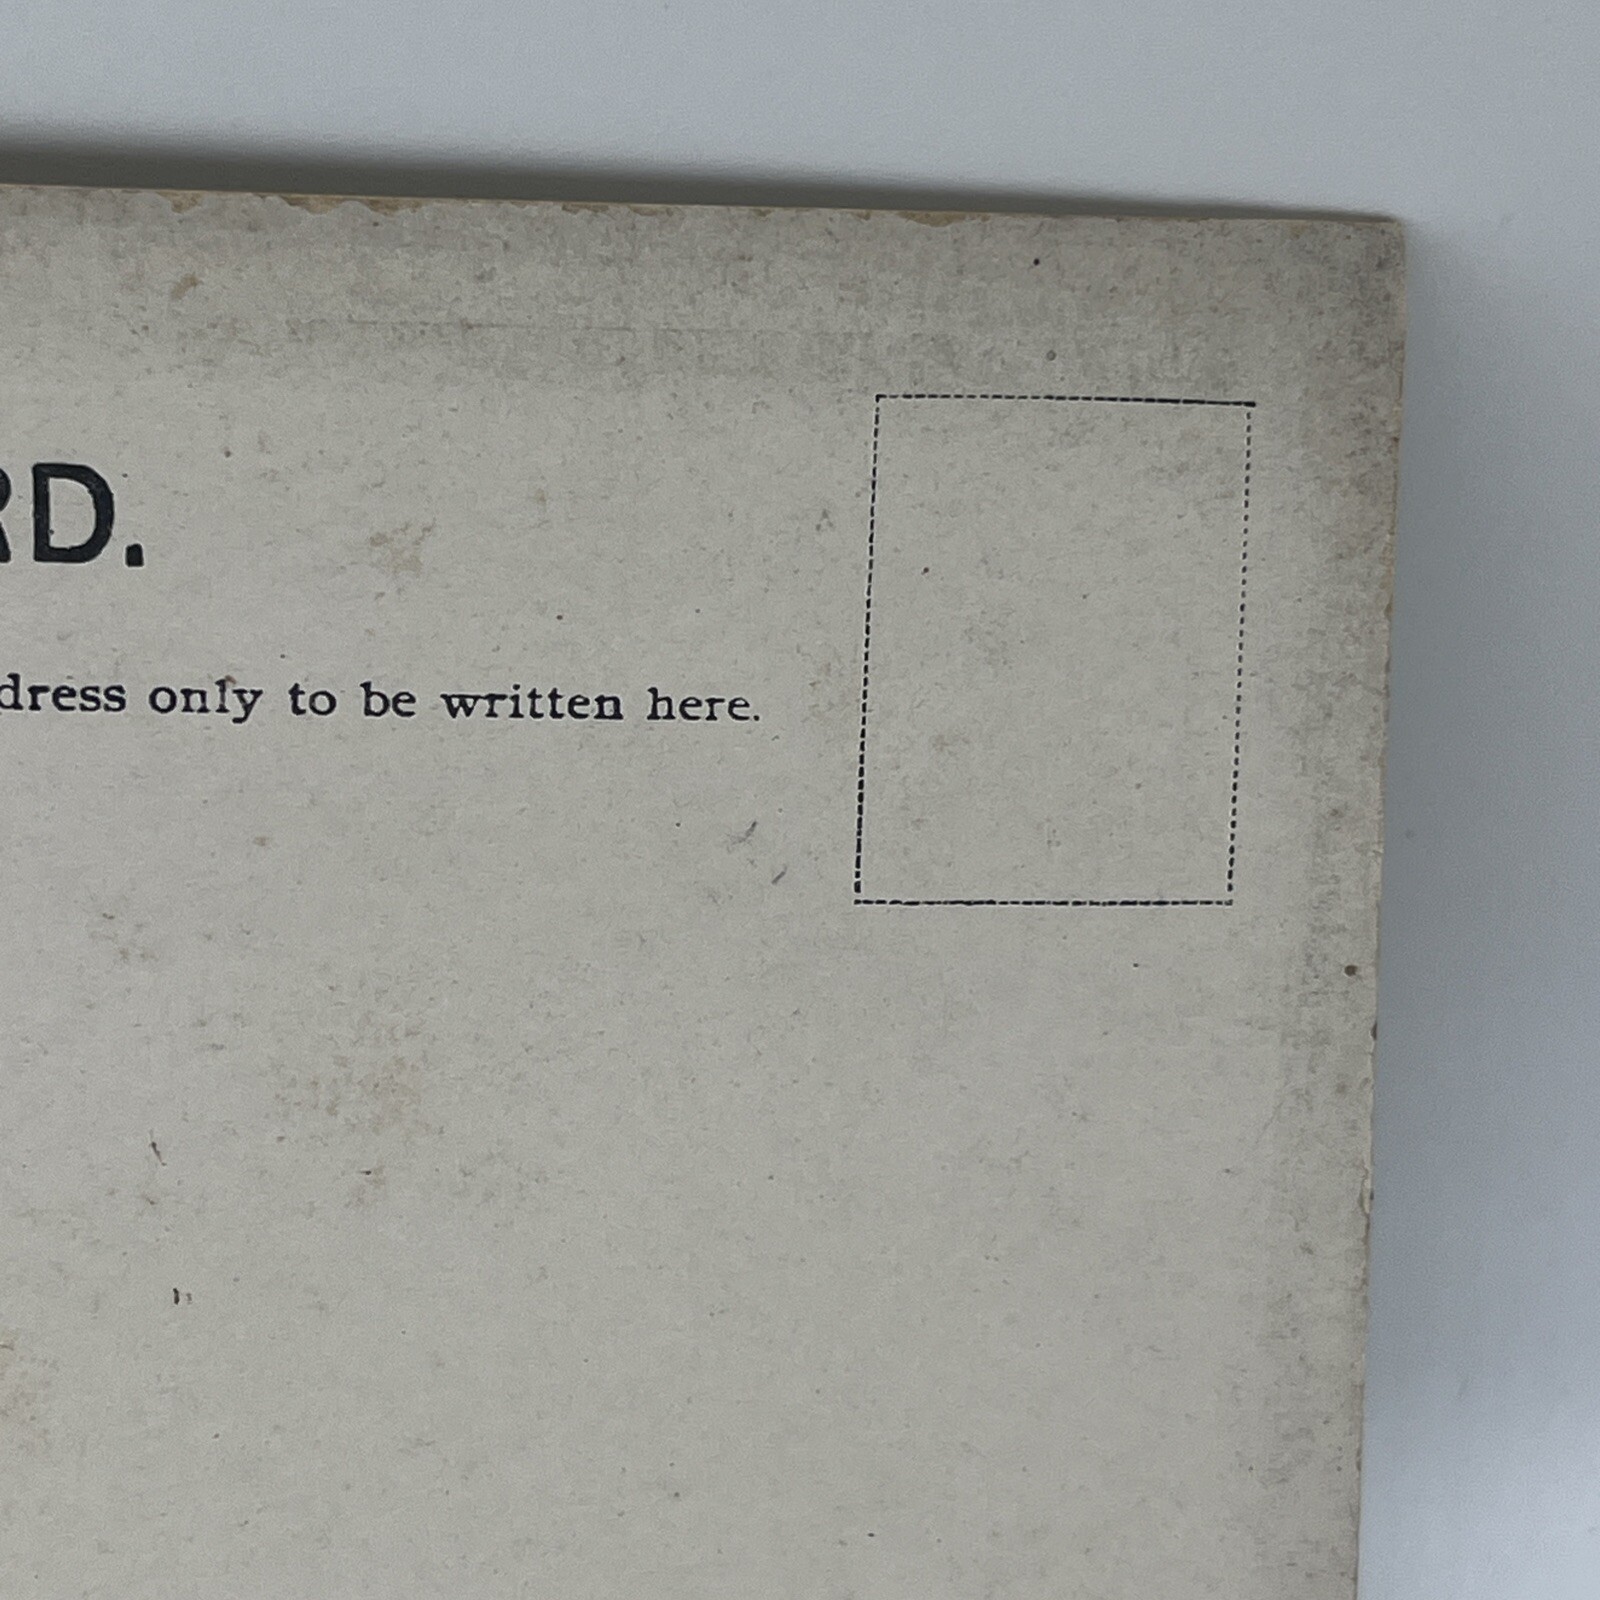 RD.
dress only to be written here.